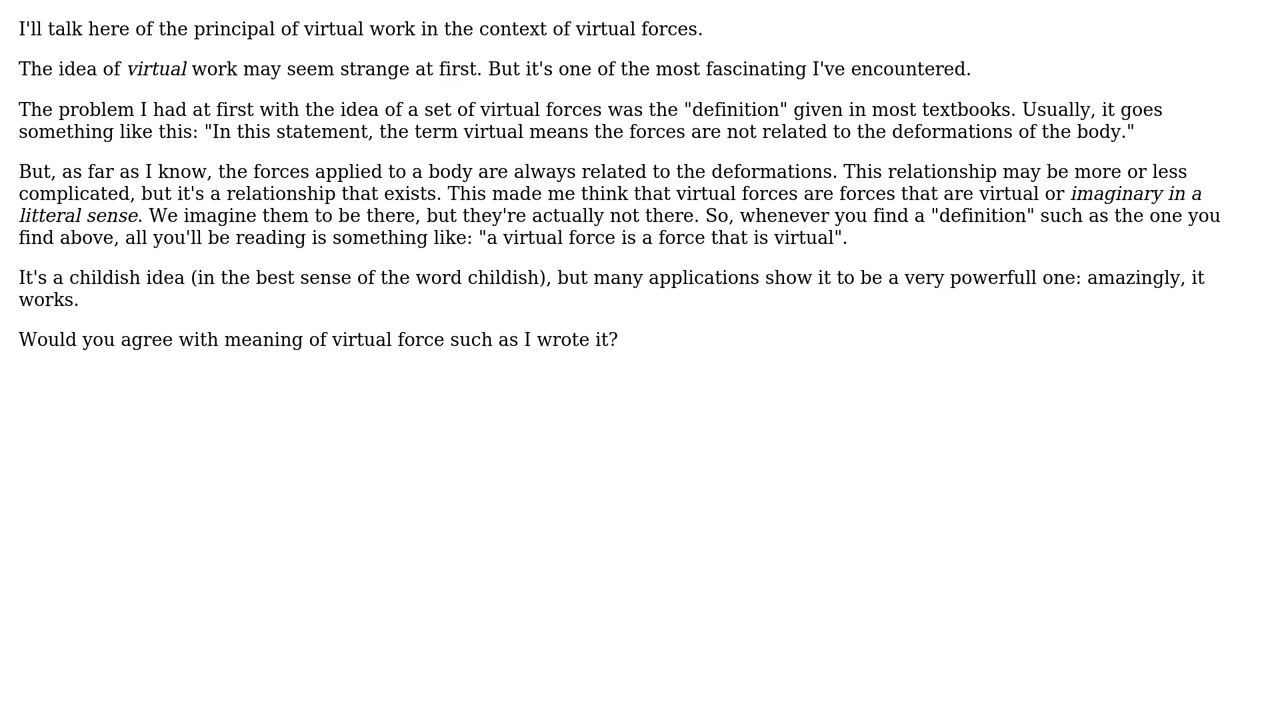 I'll talk here of the principal of virtual work in the context of virtual forces.
The idea of virtual work may seem strange at first. But it's one of the most fascinating I've encountered.
The problem I had at first with the idea of a set of virtual forces was the "definition" given in most textbooks. Usually, it goes
something like this: "In this statement, the term virtual means the forces are not related to the deformations of the body."
But, as far as I know, the forces applied to a body are always related to the deformations. This relationship may be more or less
complicated, but it's a relationship that exists. This made me think that virtual forces are forces that are virtual or imaginary in a
litteral sense. We imagine them to be there, but they're actually not there. So, whenever you find a "definition" such as the one you
find above, all you'll be reading is something like: "a virtual force is a force that is virtual".
It's a childish idea (in the best sense of the word childish), but many applications show it to be a very powerfull one: amazingly, it
works.
Would you agree with meaning of virtual force such as I wrote it?